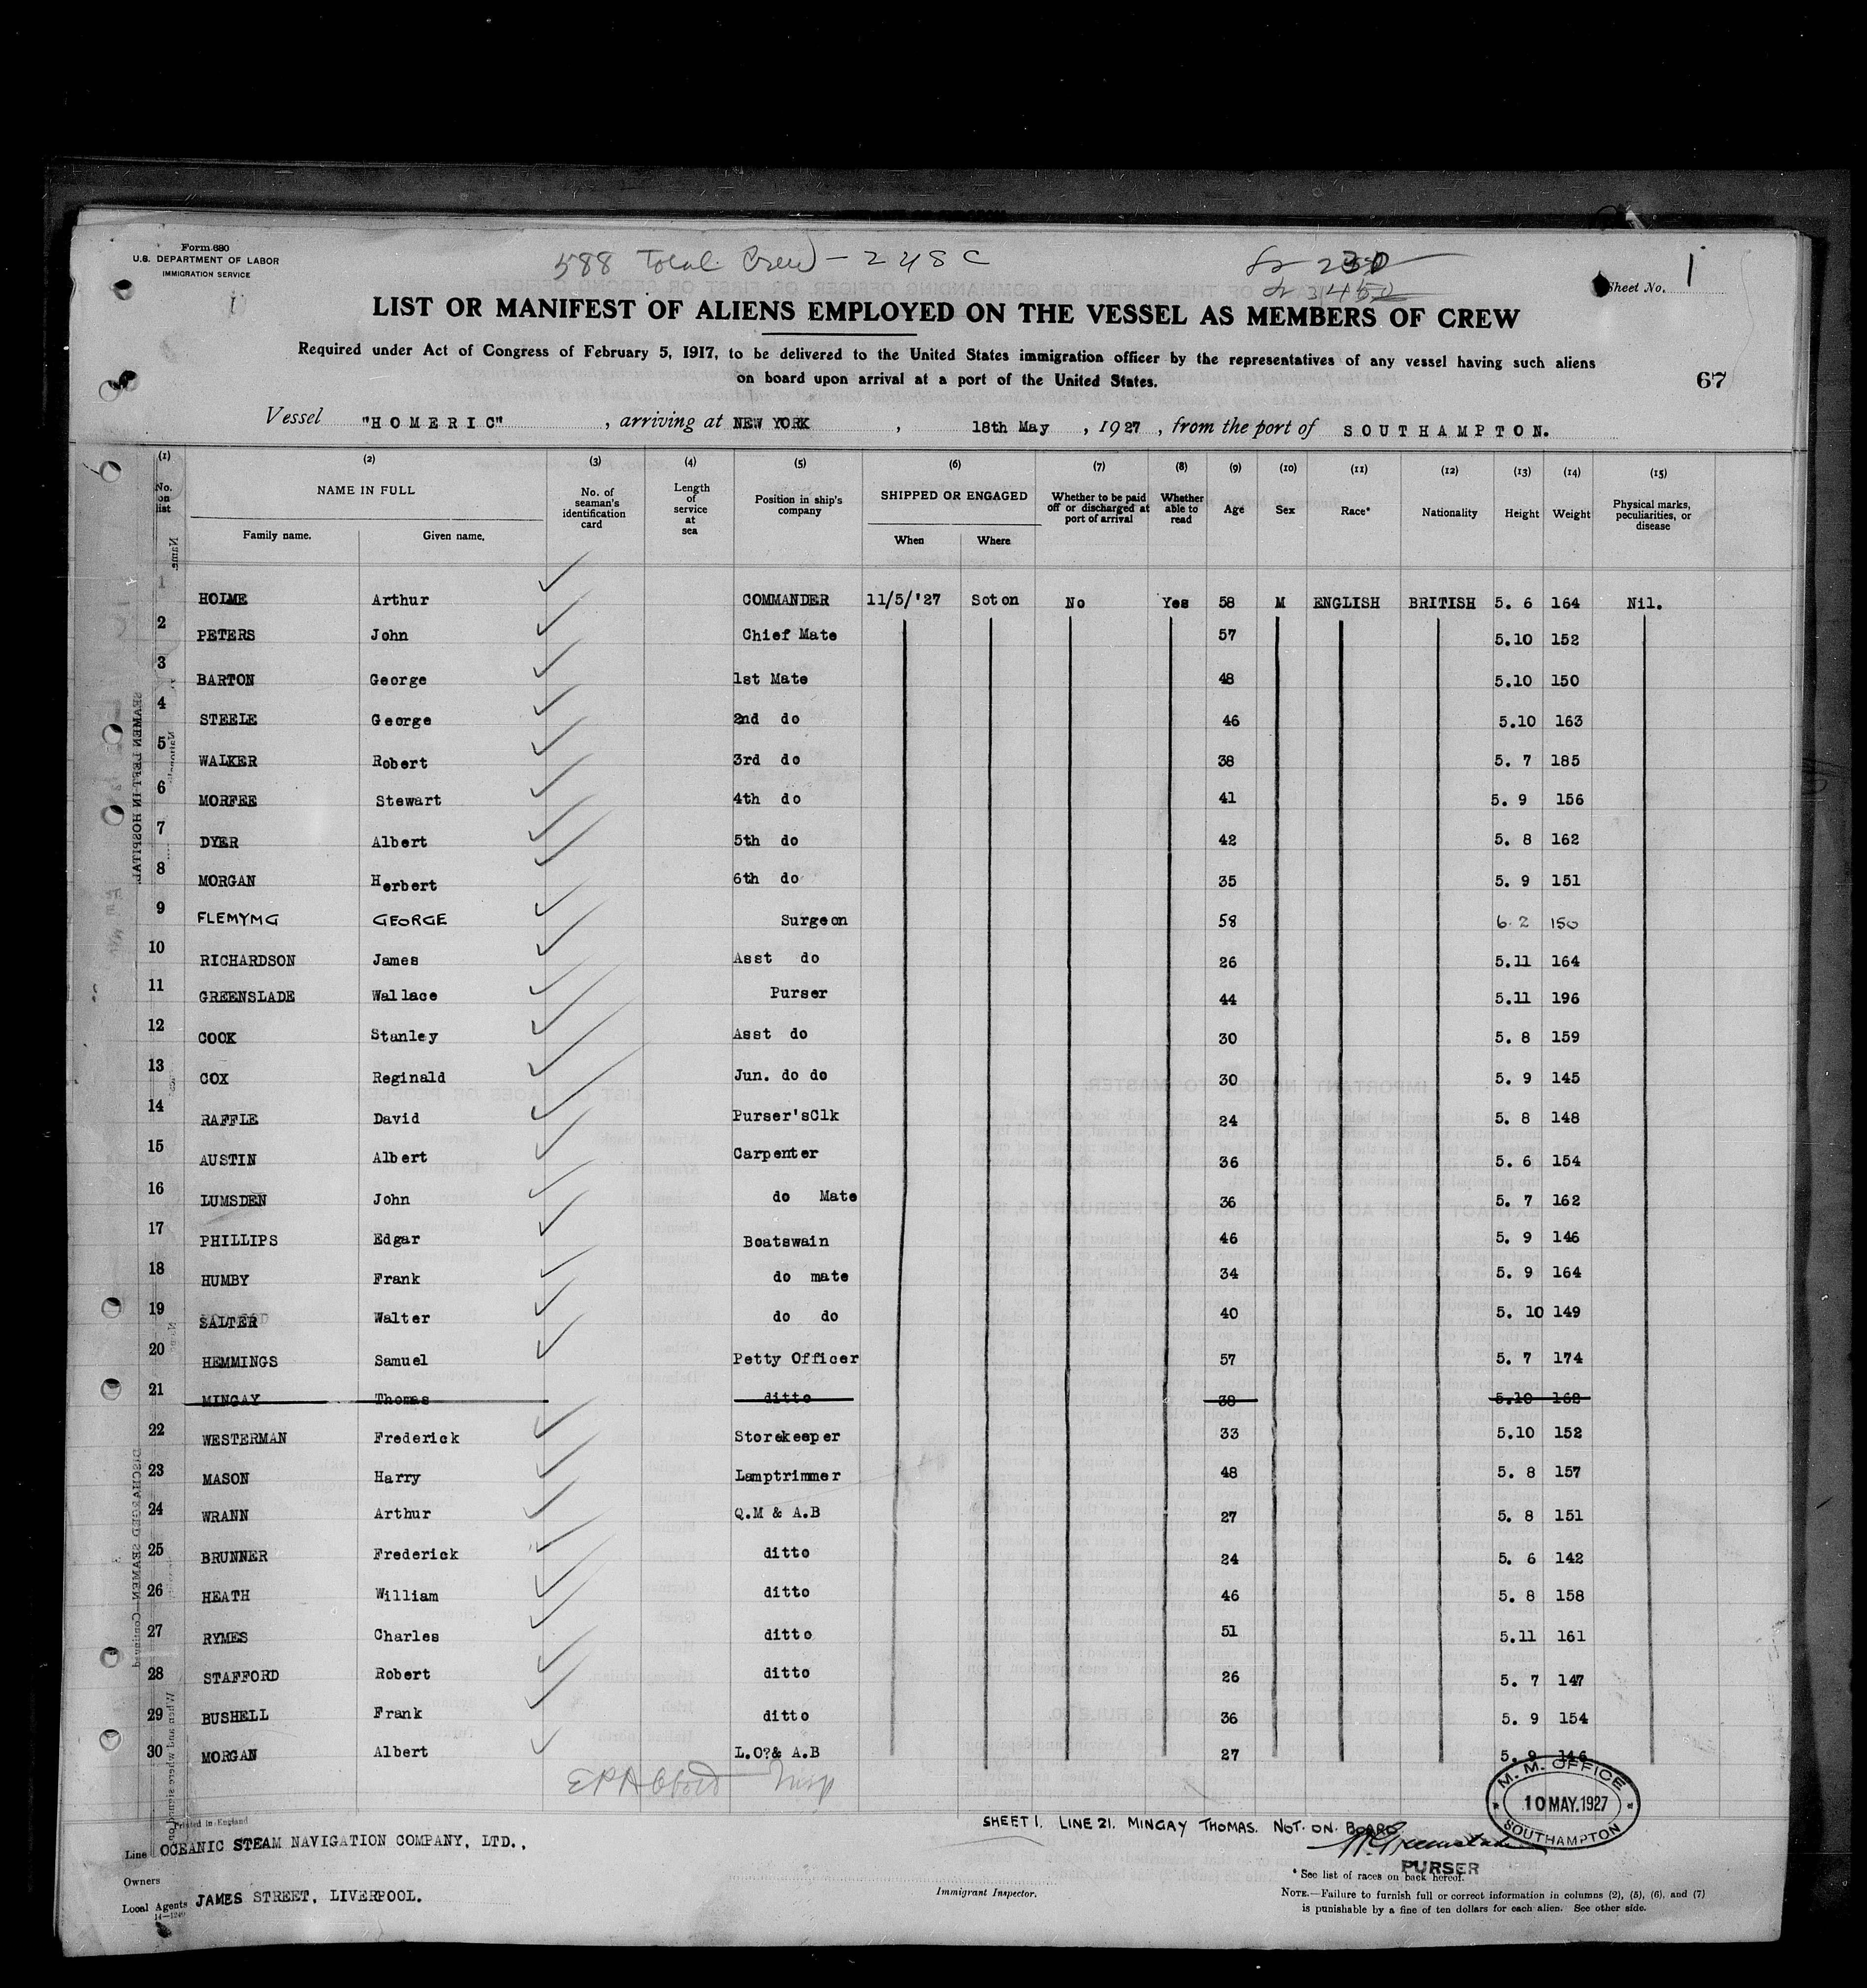 Form 680
U.S. DEPARTMENT OF LABOR
IMMIGRATION SERVICE
588 Total Crew - 2 USC
Sheet No. 1
LIST OR MANIFEST OF ALIENS EMPLOYED ON THE VESSEL AS MEMBERS OF CREW
Required under Act of Congress of February 5, 1917, to be delivered to the United States immigration officer by the representatives of any vessel having such aliens
on board upon arrival at a port of the United States.
67
Vessel "HOMERIC", arriving at NEW YORK, 18th May, 1927, from the port of SOUTHAMPTON.
(1) (2) (3) (4) (5) (6) (7) (8) (9) (10) (11) (12) (13) (14) (15)
No. on list NAME IN FULL Family name. Given name. No. of seaman's identification card Length of service at sea Position in ship's company SHIPPED OR ENGAGED When Where Whether to be paid off or discharged at port of arrival Whether able to read Age Sex Race* Nationality Height Weight Physical marks, peculiarities, or disease
1 HOLME Arthur COMMANDER 11/5/'27 Soton No Yes 58 M ENGLISH BRITISH 5. 6 164 Nil.
2 PETERS John Chief Mate 57 5.10 152
3 BARTON George 1st Mate 48 5.10 150
4 STEELE George 2nd do 46 5.10 163
5 WALKER Robert 3rd do 38 5. 7 185
6 MORFEE Stewart 4th do 41 5. 9 156
7 DYER Albert 5th do 42 5. 8 162
8 MORGAN Herbert 6th do 35 5. 9 151
9 FLEMYMG GEORGE Surgeon 58 6. 2 150
10 RICHARDSON James Asst do 26 5.11 164
11 GREENSLADE Wallace Purser 44 5.11 196
12 COOK Stanley Asst do 30 5. 8 159
13 COX Reginald Jun. do do 30 5. 9 145
14 RAFFLE David Purser'sClk 24 5. 8 148
15 AUSTIN Albert Carpenter 36 5. 6 154
16 LUMSDEN John do Mate 36 5. 7 162
17 PHILLIPS Edgar Boatswain 46 5. 9 146
18 HUMBY Frank do mate 34 5. 9 164
19 SALTER Walter do do 40 5. 10 149
20 HEMMINGS Samuel Petty Officer 57 5. 7 174
21 MINGAY Thomas ditto 38 5.10 162
22 WESTERMAN Frederick Storekeeper 33 5.10 152
23 MASON Harry Lamptrimmer 48 5. 8 157
24 WRANN Arthur Q.M & A.B 27 5. 8 151
25 BRUNNER Frederick ditto 24 5. 6 142
26 HEATH William ditto 46 5. 8 158
27 RYMES Charles ditto 51 5.11 161
28 STAFFORD Robert ditto 26 5. 7 147
29 BUSHELL Frank ditto 36 5. 9 154
30 MORGAN Albert L.O?& A.B 27 5. 9 146
M. M. OFFICE
10 MAY.1927
SOUTHAMPTON
SHEET 1. LINE 21. MINGAY THOMAS. NOT. ON. BOARD.
Printed in England
Line OCEANIC STEAM NAVIGATION COMPANY, LTD.,
Owners
Local Agents JAMES STREET, LIVERPOOL.
14—1240
Immigrant Inspector.
PURSER
* See list of races on back hereof.
NOTE.—Failure to furnish full or correct information in columns (2), (5), (6), and (7)
is punishable by a fine of ten dollars for each alien. See other side.